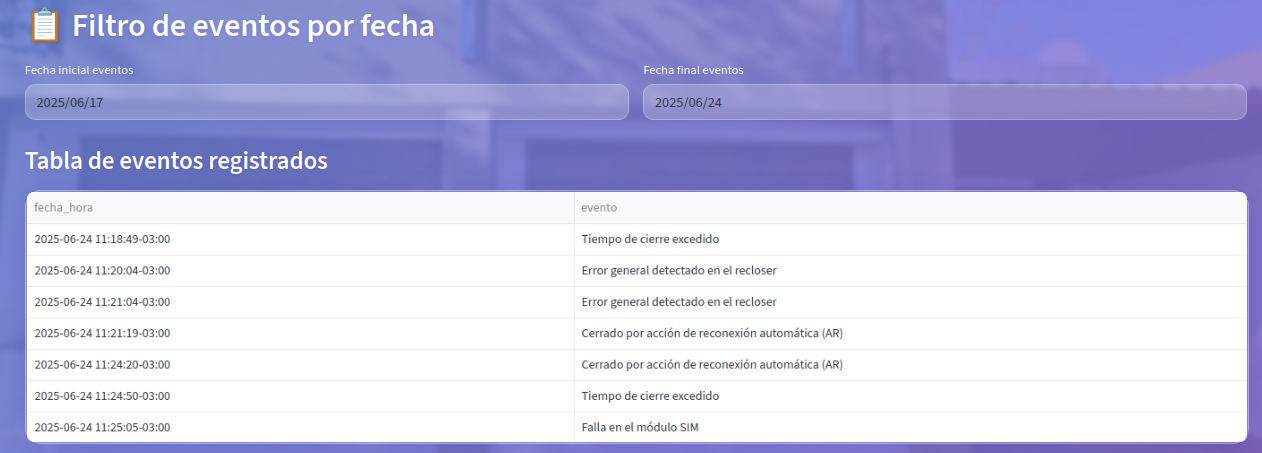 Filtro de eventos por fecha
Fecha inicial eventos Fecha final eventos
2025/06/17 2025/06/24
Tabla de eventos registrados
fecha_hora evento
2025-06-24 11:18:49-03:00 Tiempo de cierre excedido
2025-06-24 11:20:04-03:00 Error general detectado en el recloser
2025-06-24 11:21:04-03:00 Error general detectado en el recloser
2025-06-24 11:21:19-03:00 Cerrado por acción de reconexión automática (AR)
2025-06-24 11:24:20-03:00 Cerrado por acción de reconexión automática (AR)
2025-06-24 11:24:50-03:00 Tiempo de cierre excedido
2025-06-24 11:25:05-03:00 Falla en el módulo SIM